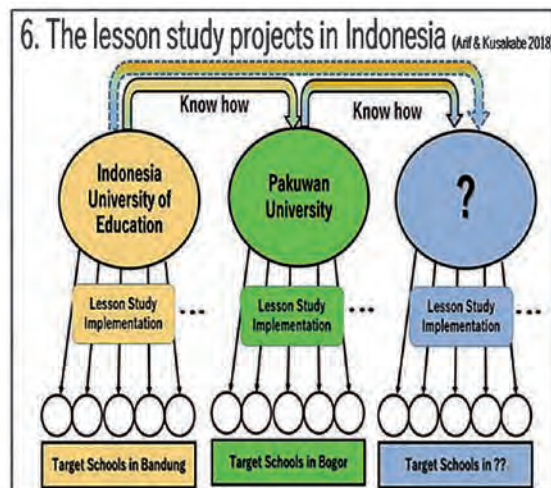 6. The lesson study projects in Indonesia (Arif & Kusakabe 2018)
Know how
Know how
Indonesia
University of
Education
Pakuwan
University
?
Lesson Study
Implementation
...
Lesson Study
Implementation
...
Lesson Study
Implementation
...
Target Schools in Bandung
Target Schools in Bogor
Target Schools in ??